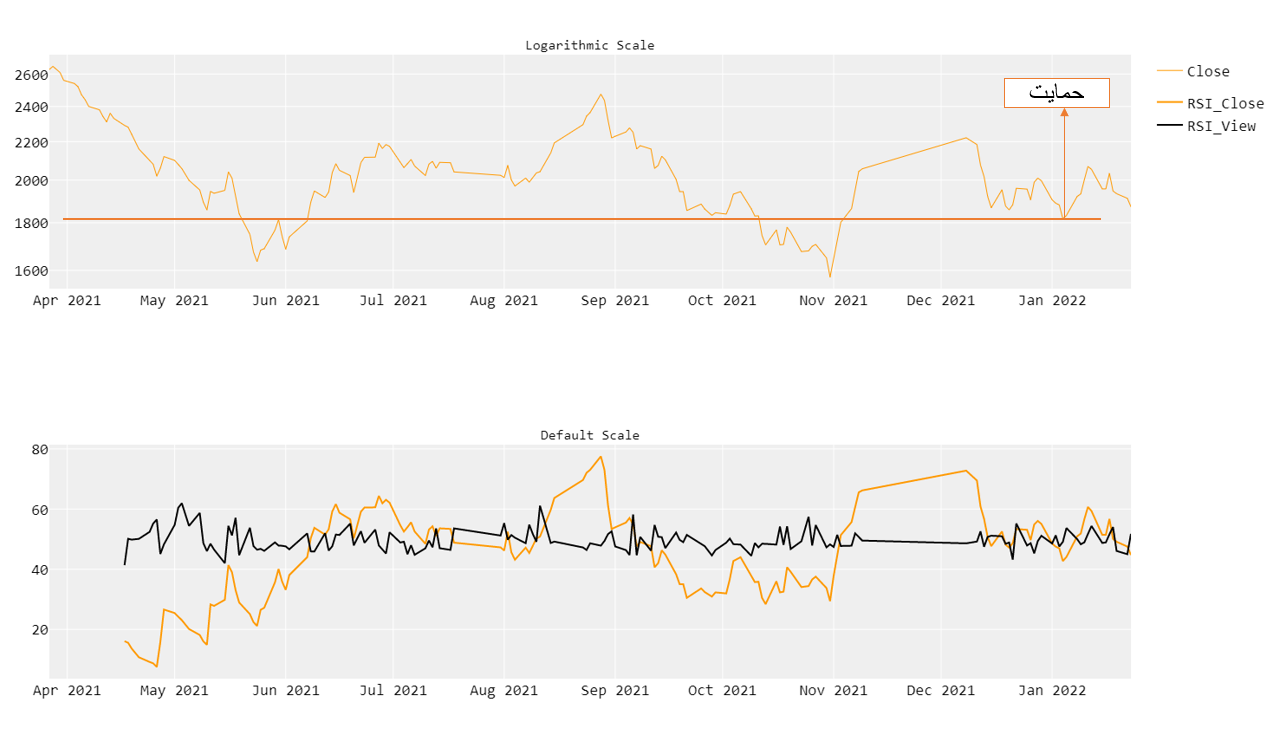 Logarithmic Scale
2600
2400
2200
2000
1800
1600
حمایت
Close
RSI_Close
RSI_View
Apr 2021 May 2021 Jun 2021 Jul 2021 Aug 2021 Sep 2021 Oct 2021 Nov 2021 Dec 2021 Jan 2022
Default Scale
80
60
40
20
Apr 2021 May 2021 Jun 2021 Jul 2021 Aug 2021 Sep 2021 Oct 2021 Nov 2021 Dec 2021 Jan 2022